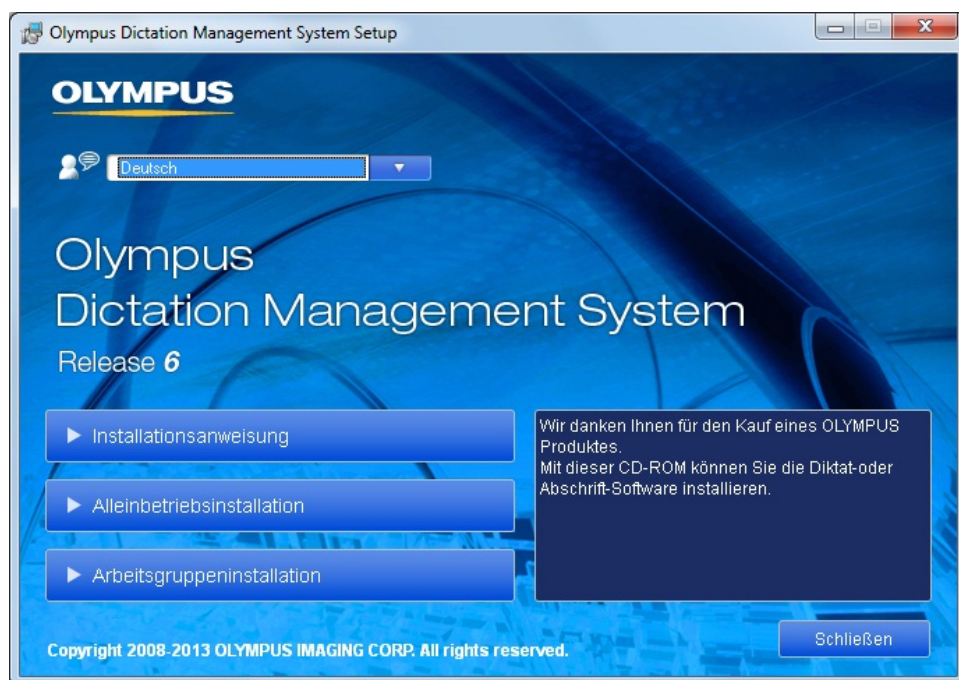 Olympus Dictation Management System Setup
OLYMPUS
Deutsch
Olympus
Dictation Management System
Release 6
Installationsanweisung
Alleinbetriebsinstallation
Arbeitsgruppeninstallation
Wir danken Ihnen für den Kauf eines OLYMPUS
Produktes.
Mit dieser CD-ROM können Sie die Diktat-oder
Abschrift-Software installieren.
Schließen
Copyright 2008-2013 OLYMPUS IMAGING CORP. All rights reserved.